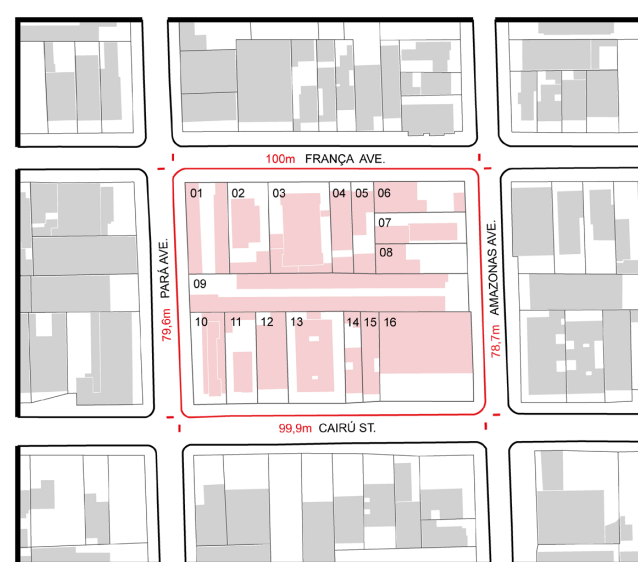 100m FRANÇA AVE.
01 02 03 04 05 06
07
08
79,6m PARÁ AVE.
78,7m AMAZONAS AVE.
09
10 11 12 13 14 15 16
99,9m CAIRÚ ST.